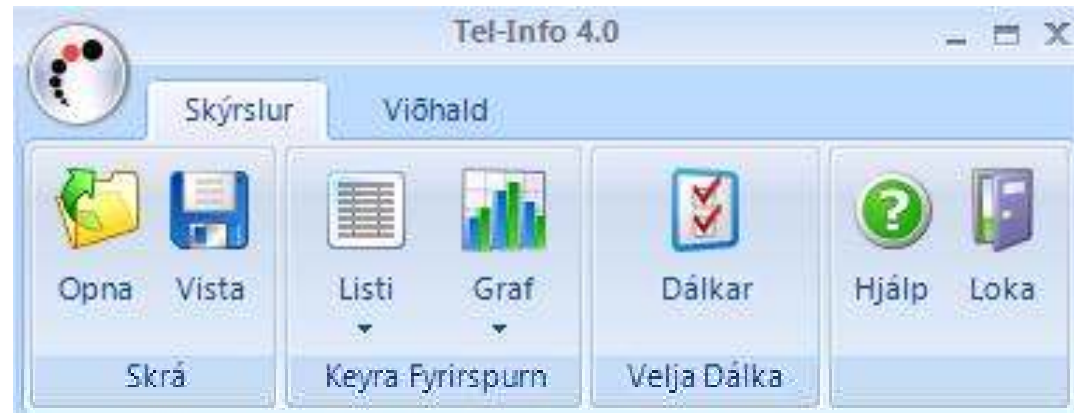 Tel-Info 4.0
Skýrslur Viðhald
Opna Vista Listi Graf Dálkar Hjálp Loka
Skrá Keyra Fyrirspurn Velja Dálka